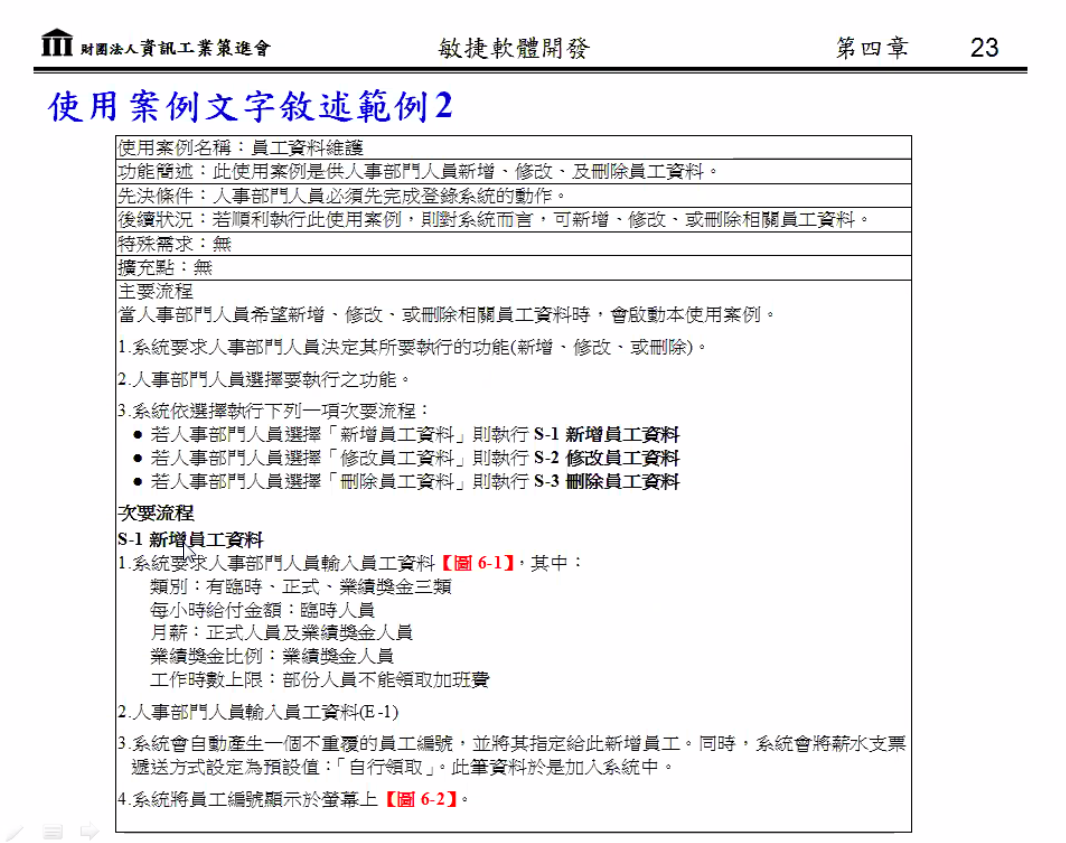 財團法人資訊工業策進會 敏捷軟體開發 第四章 23
使用案例文字敘述範例2
使用案例名稱：員工資料維護
功能簡述：此使用案例是供人事部門人員新增、修改、及刪除員工資料。
先決條件：人事部門人員必須先完成登錄系統的動作。
後續狀況：若順利執行此使用案例，則對系統而言，可新增、修改、或刪除相關員工資料。
特殊需求：無
擴充點：無
主要流程
當人事部門人員希望新增、修改、或刪除相關員工資料時，會啟動本使用案例。
1.系統要求人事部門人員決定其所要執行的功能(新增、修改、或刪除)。
2.人事部門人員選擇要執行之功能。
3.系統依選擇執行下列一項次要流程：
● 若人事部門人員選擇「新增員工資料」則執行 S-1 新增員工資料
● 若人事部門人員選擇「修改員工資料」則執行 S-2 修改員工資料
● 若人事部門人員選擇「刪除員工資料」則執行 S-3 刪除員工資料
次要流程
S-1 新增員工資料
1.系統要求人事部門人員輸入員工資料【圖 6-1】，其中：
類別：有臨時、正式、業績獎金三類
每小時給付金額：臨時人員
月薪：正式人員及業績獎金人員
業績獎金比例：業績獎金人員
工作時數上限：部份人員不能領取加班費
2.人事部門人員輸入員工資料(E-1)
3.系統會自動產生一個不重覆的員工編號，並將其指定給此新增員工。同時，系統會將薪水支票
遞送方式設定為預設值：「自行領取」。此筆資料於是加入系統中。
4.系統將員工編號顯示於螢幕上【圖 6-2】。